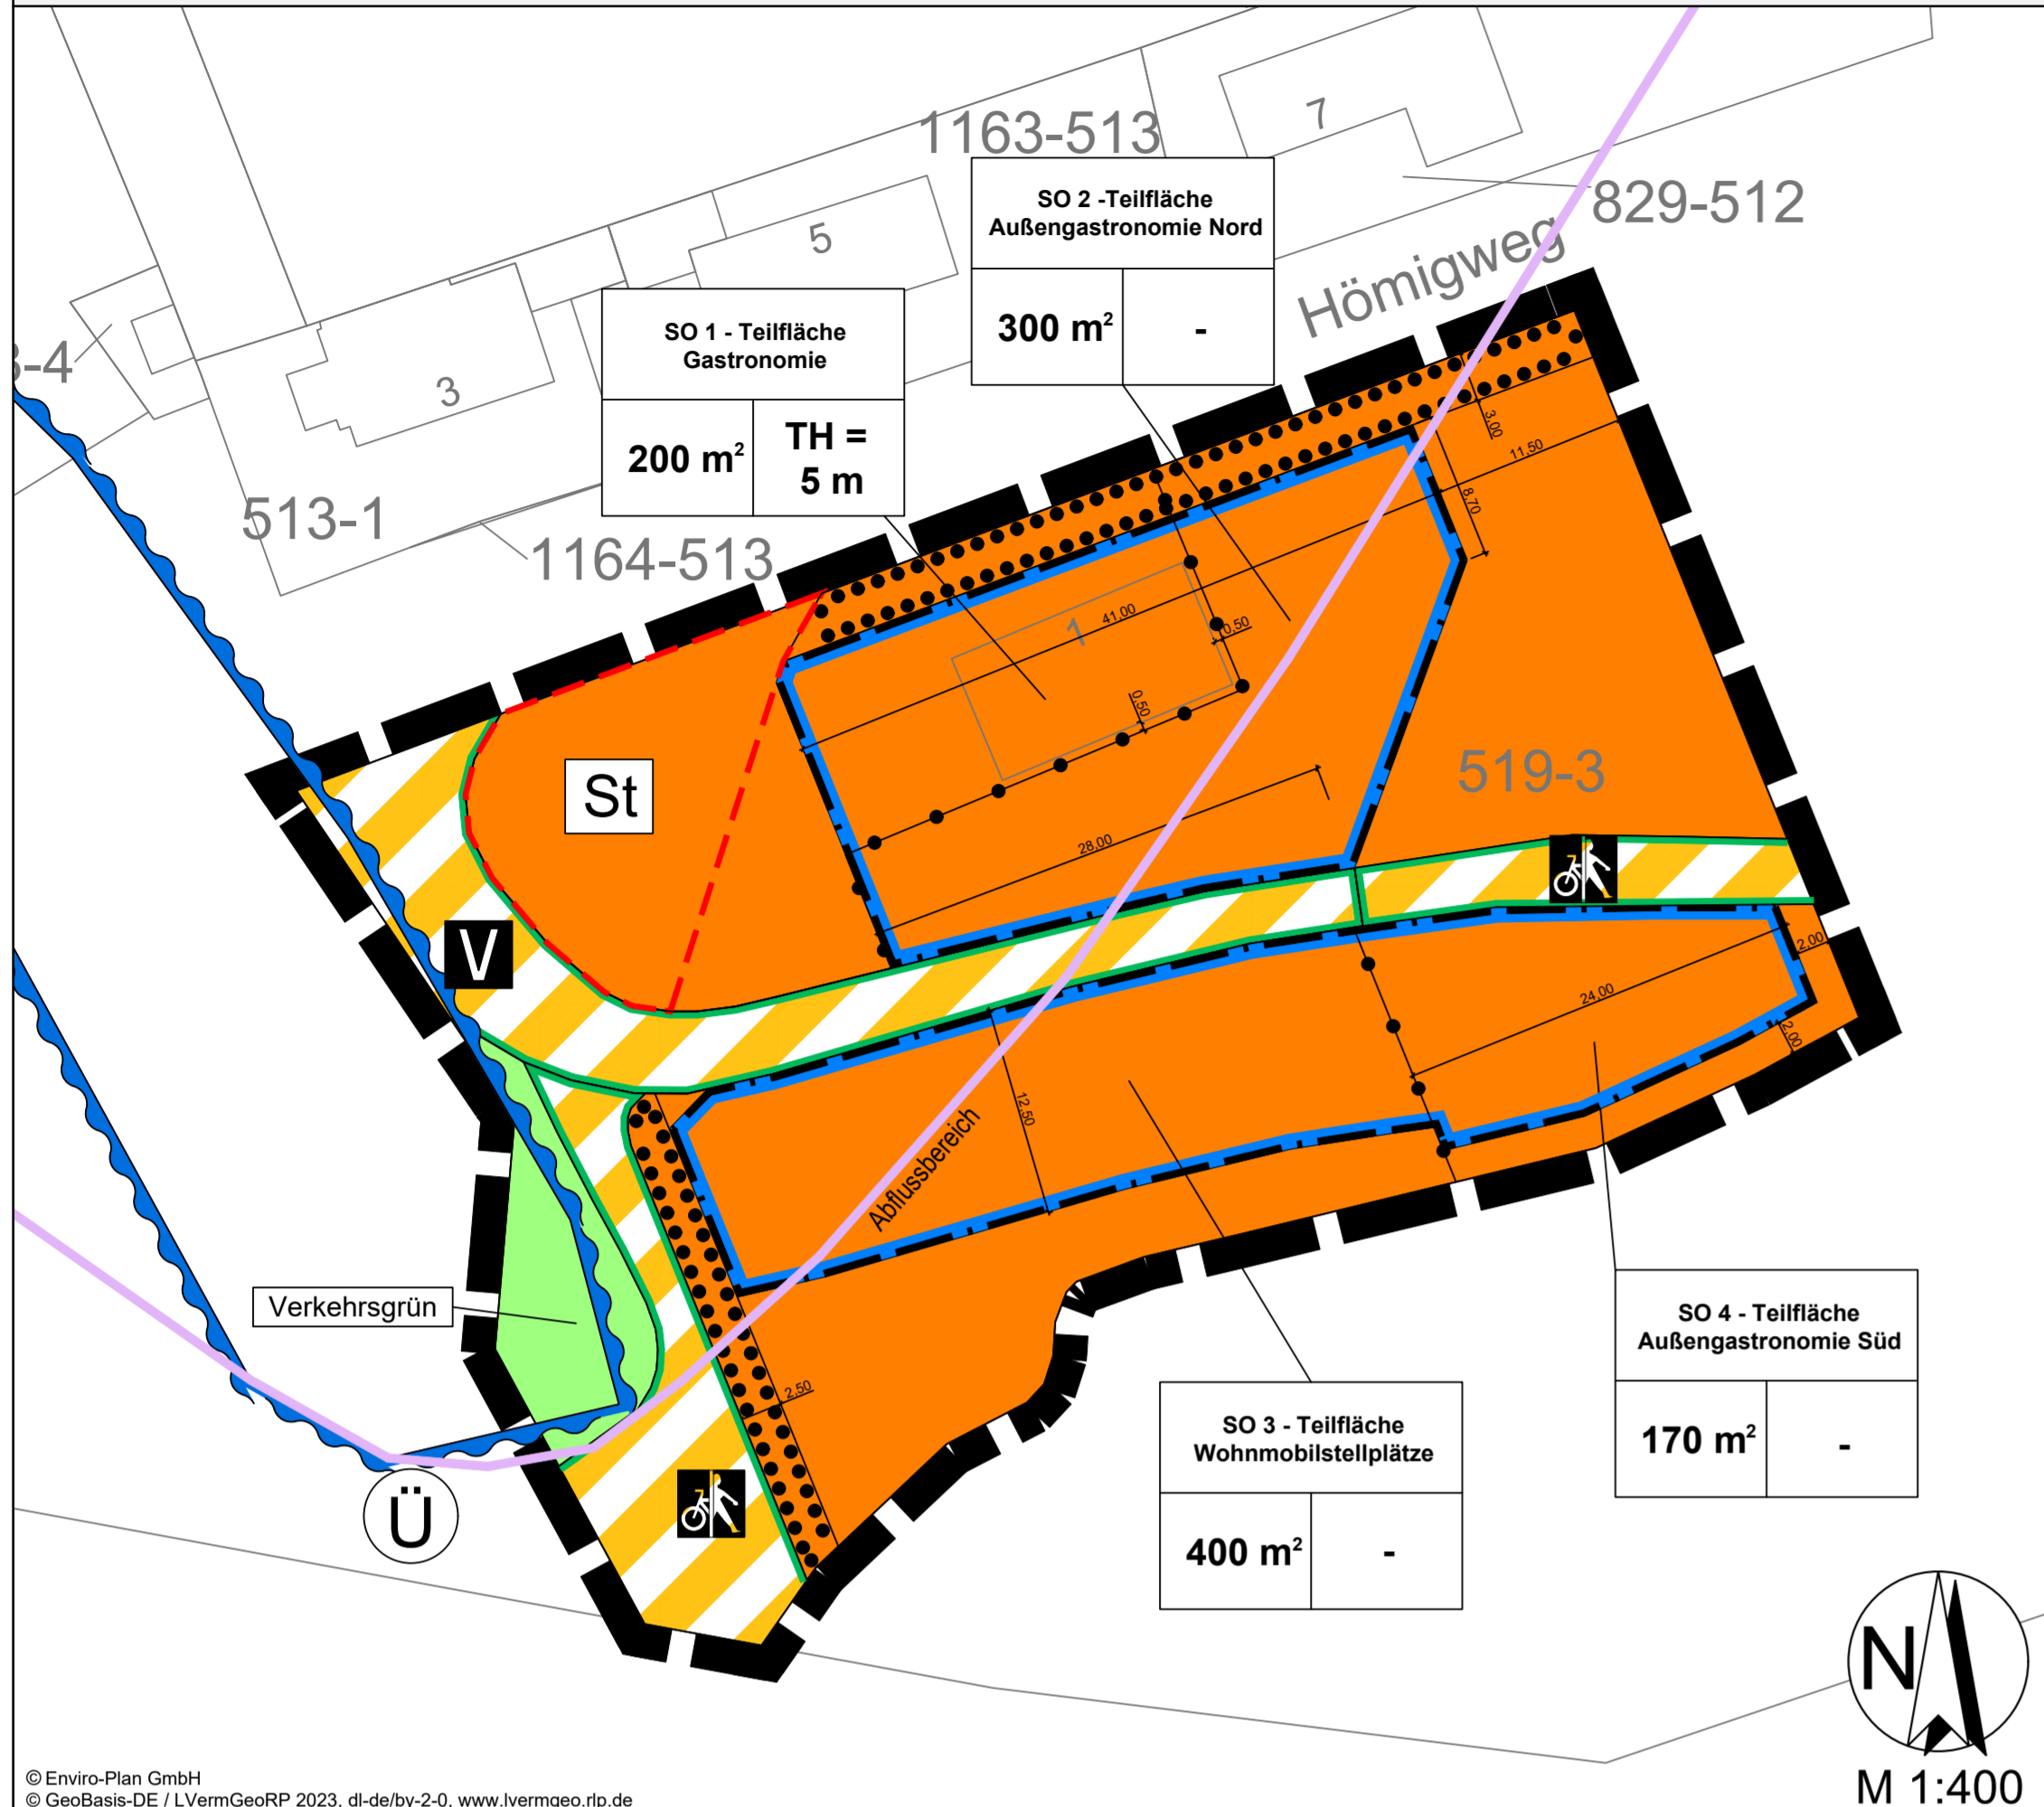 1163-513
7
829-512
SO 2 -Teilfläche
Außengastronomie Nord
300 m²
-
Hömigweg
5
SO 1 - Teilfläche
Gastronomie
200 m²
TH =
5 m
3-4
3
513-1
1164-513
3,00
11,50
8,70
41,00
1
0,50
0,50
28,00
519-3
St
V
2,00
24,00
2,00
12,50
Abflussbereich
Verkehrsgrün
2,50
SO 4 - Teilfläche
Außengastronomie Süd
170 m²
-
SO 3 - Teilfläche
Wohnmobilstellplätze
400 m²
-
Ü
N
M 1:400
© Enviro-Plan GmbH
© GeoBasis-DE / LVermGeoRP 2023, dl-de/by-2-0, www.lvermgeo.rlp.de